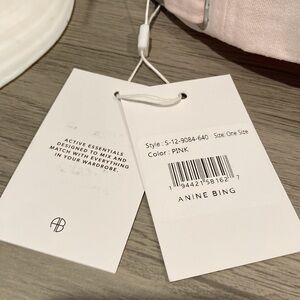 ACTIVE ESSENTIALS
DESIGNED TO MIX AND
MATCH WITH EVERYTHING
IN YOUR WARDROBE.
AB
Style : S-12-9084-640 Size: One Size
Color : PINK
1 94421 58162 7
ANINE BING